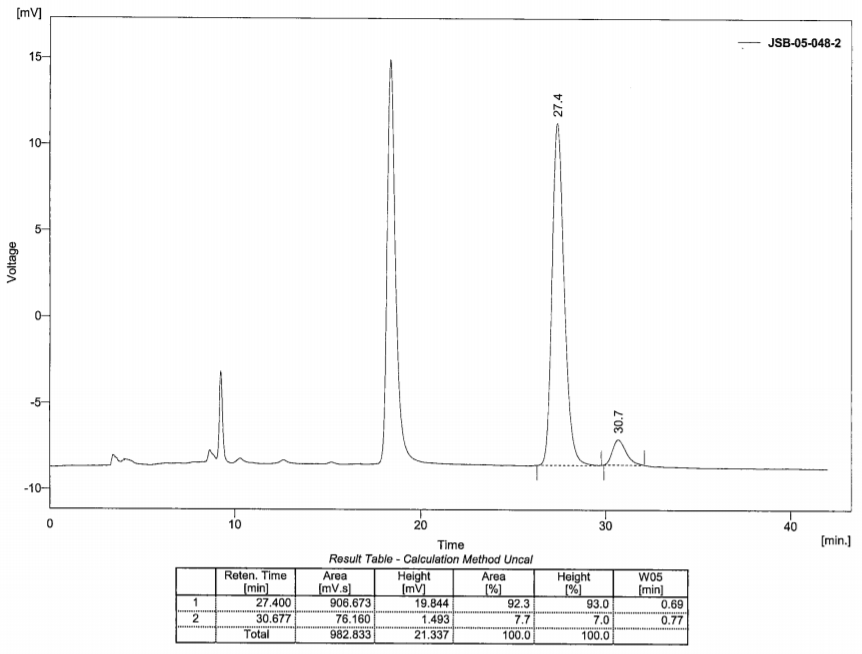 [mV]
JSB-05-048-2
15
10
5
0
-5
-10
Voltage
27.4
30.7
0 10 20 30 40
Time [min.]
Result Table - Calculation Method Uncal
Reten. Time Area Height Area Height W05
[min] [mV.s] [mV] [%] [%] [min]
1 27.400 906.673 19.844 92.3 93.0 0.69
2 30.677 76.160 1.493 7.7 7.0 0.77
Total 982.833 21.337 100.0 100.0